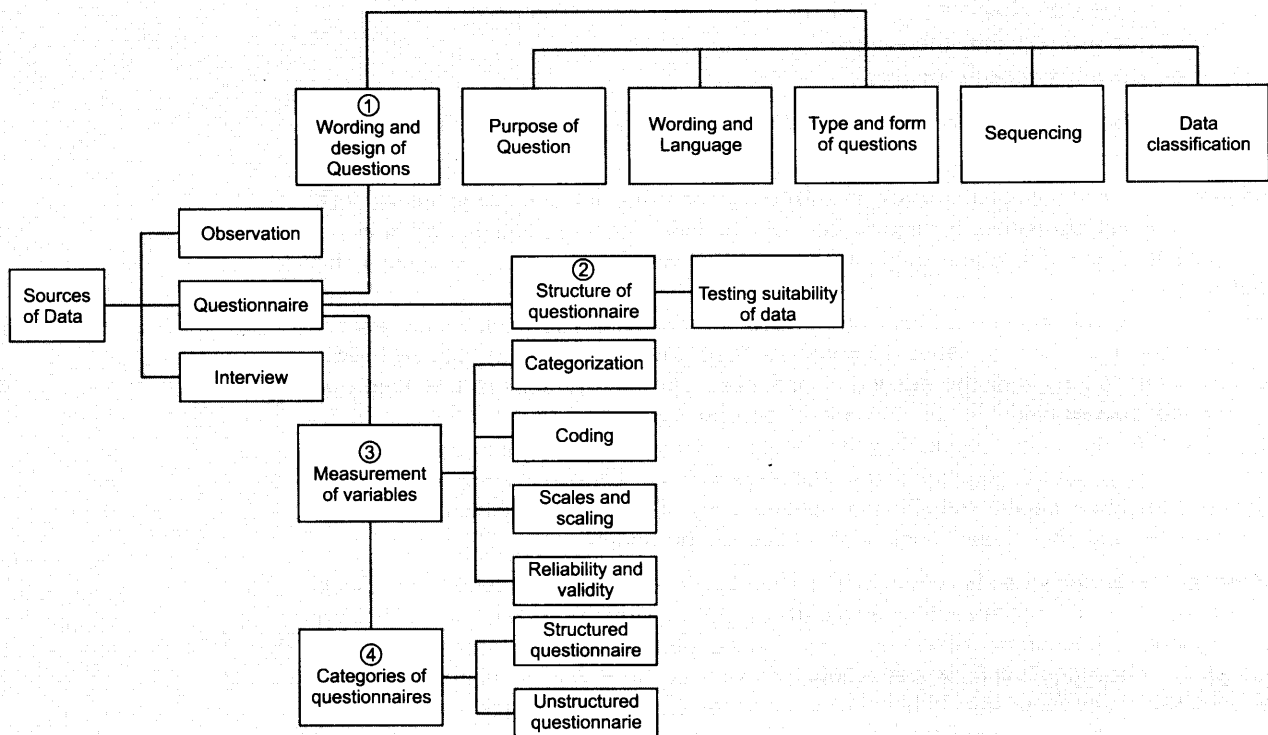 ①
Wording and
design of
Questions
Purpose of
Question
Wording and
Language
Type and form
of questions
Sequencing
Data
classification
Observation
Sources
of Data
Questionnaire
Interview
②
Structure of
questionnaire
Testing suitability
of data
Categorization
Coding
③
Measurement
of variables
Scales and
scaling
Reliability and
validity
④
Categories of
questionnaires
Structured
questionnaire
Unstructured
questionnarie